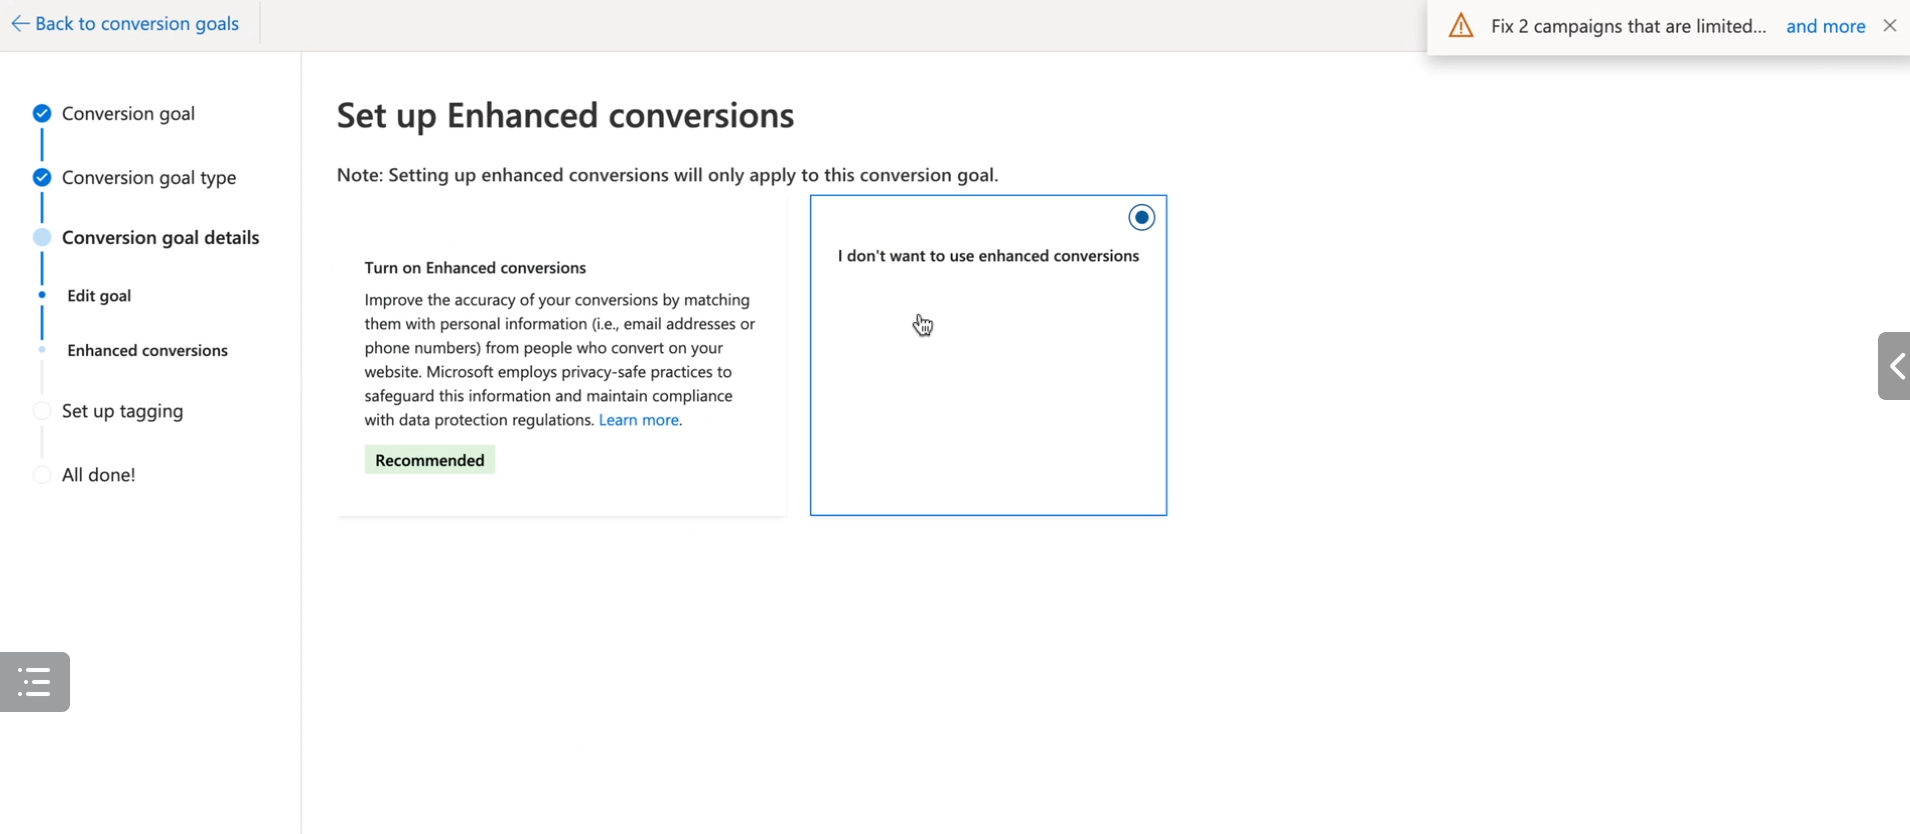 Back to conversion goals
Fix 2 campaigns that are limited... and more
Conversion goal
Conversion goal type
Conversion goal details
Edit goal
Enhanced conversions
Set up tagging
All done!
Set up Enhanced conversions
Note: Setting up enhanced conversions will only apply to this conversion goal.
Turn on Enhanced conversions
Improve the accuracy of your conversions by matching
them with personal information (i.e., email addresses or
phone numbers) from people who convert on your
website. Microsoft employs privacy-safe practices to
safeguard this information and maintain compliance
with data protection regulations. Learn more.
Recommended
I don't want to use enhanced conversions